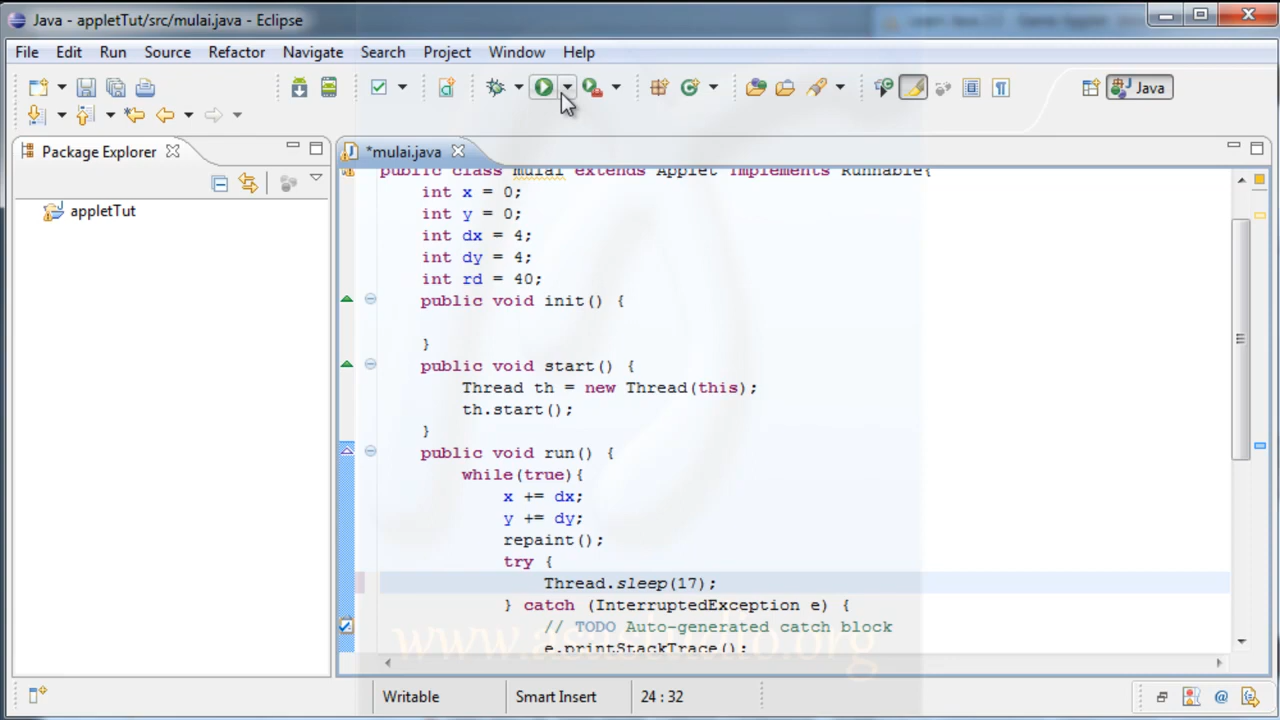 Java - appletTut/src/mulai.java - Eclipse
File Edit Run Source Refactor Navigate Search Project Window Help
Java
Package Explorer
*mulai.java
appletTut
public class mulai extends Applet implements Runnable{
int x = 0;
int y = 0;
int dx = 4;
int dy = 4;
int rd = 40;
public void init() {
}
public void start() {
Thread th = new Thread(this);
th.start();
}
public void run() {
while(true){
x += dx;
y += dy;
repaint();
try {
Thread.sleep(17);
} catch (InterruptedException e) {
// TODO Auto-generated catch block
e.printStackTrace();
Writable Smart Insert 24 : 32